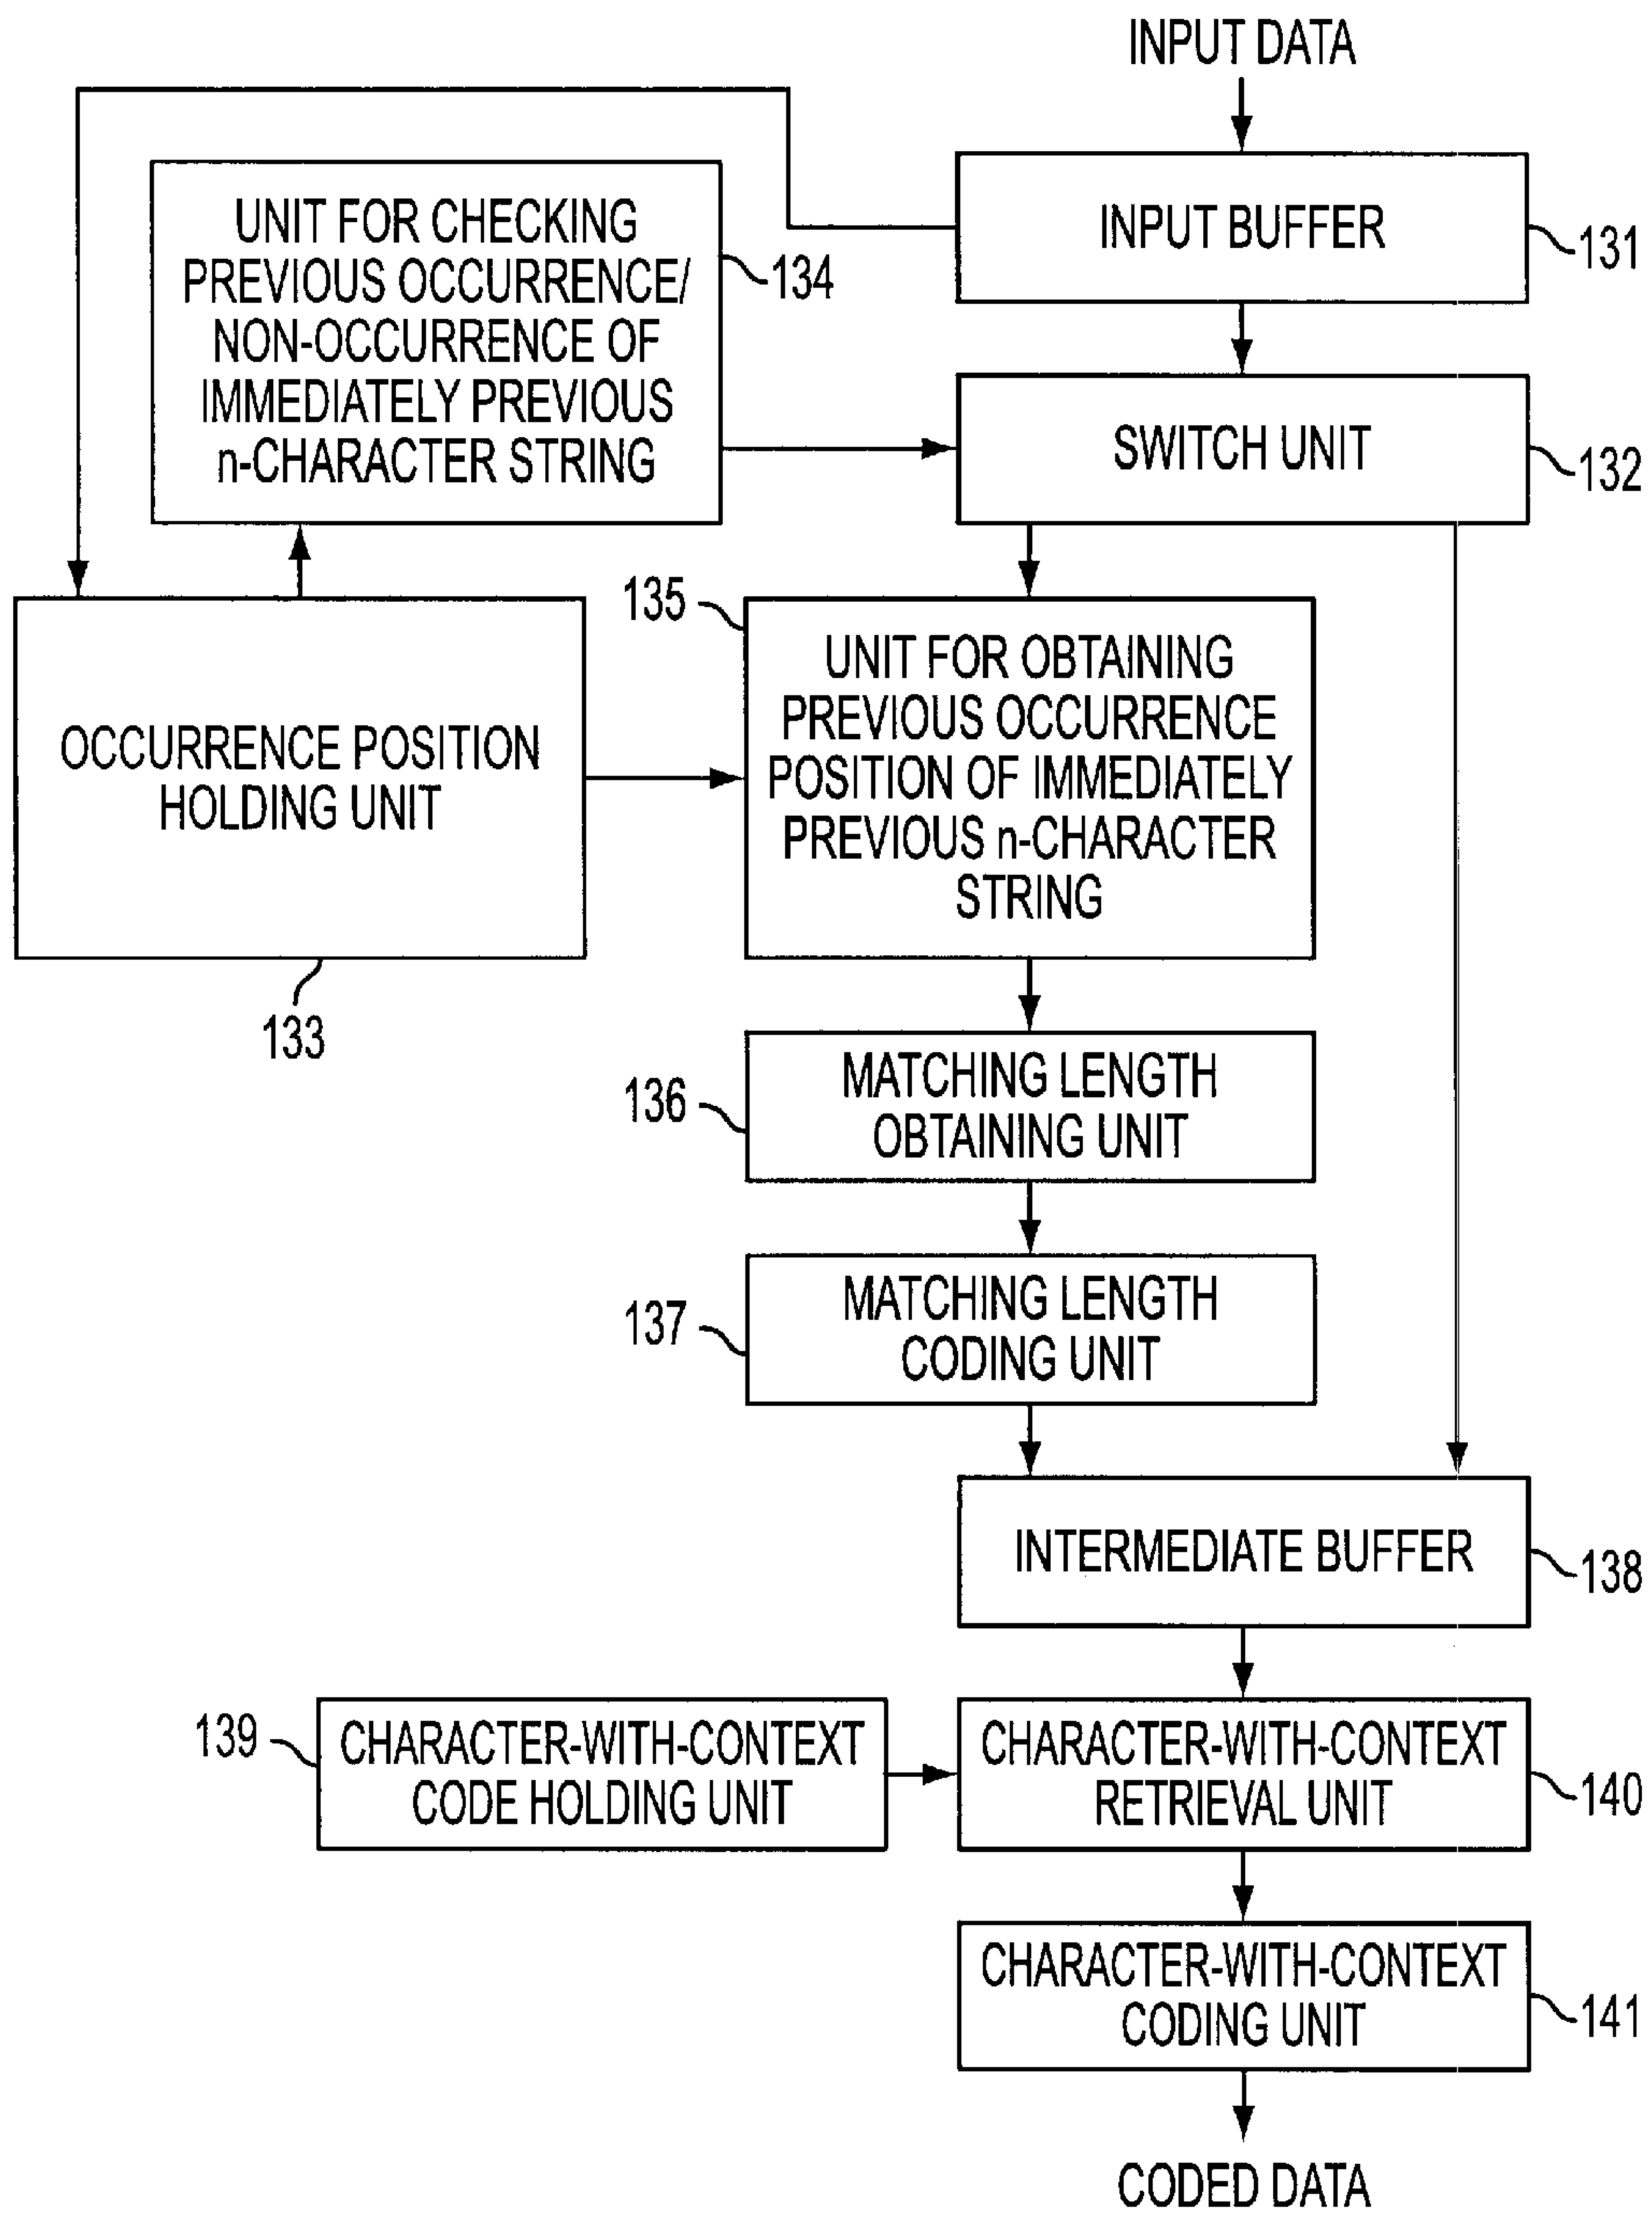 INPUT DATA
INPUT BUFFER
131
UNIT FOR CHECKING
PREVIOUS OCCURRENCE/
NON-OCCURRENCE OF
IMMEDIATELY PREVIOUS
n-CHARACTER STRING
134
SWITCH UNIT
132
OCCURRENCE POSITION
HOLDING UNIT
133
135
UNIT FOR OBTAINING
PREVIOUS OCCURRENCE
POSITION OF IMMEDIATELY
PREVIOUS n-CHARACTER
STRING
136
MATCHING LENGTH
OBTAINING UNIT
137
MATCHING LENGTH
CODING UNIT
INTERMEDIATE BUFFER
138
139
CHARACTER-WITH-CONTEXT
CODE HOLDING UNIT
CHARACTER-WITH-CONTEXT
RETRIEVAL UNIT
140
CHARACTER-WITH-CONTEXT
CODING UNIT
141
CODED DATA